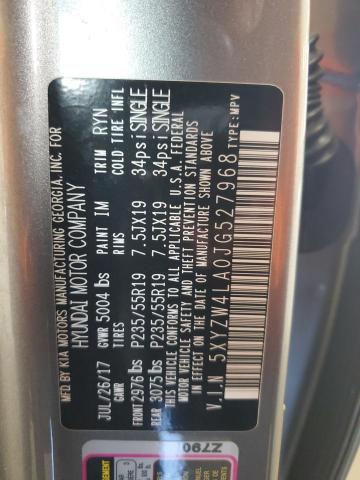 MFG BY KIA MOTORS MANUFACTURING GEORGIA, INC. FOR
HYUNDAI MOTOR COMPANY
JUL/26/17 GVWR 5004 lbs PAINT IM TRIM RYN
GAWR TIRES RIMS COLD TIRE INFL
FRONT 2976 lbs P235/55R19 7.5JX19 34psi SINGLE
REAR 3075 lbs P235/55R19 7.5JX19 34psi SINGLE
THIS VEHICLE CONFORMS TO ALL APPLICABLE U.S.A. FEDERAL
MOTOR VEHICLE SAFETY AND THEFT PREVENTION STANDARDS
IN EFFECT ON THE DATE OF MANUFACTURE SHOWN ABOVE.
V.I.N 5XYZW4LA0JG527968 TYPE: MPV
Z790
lbs